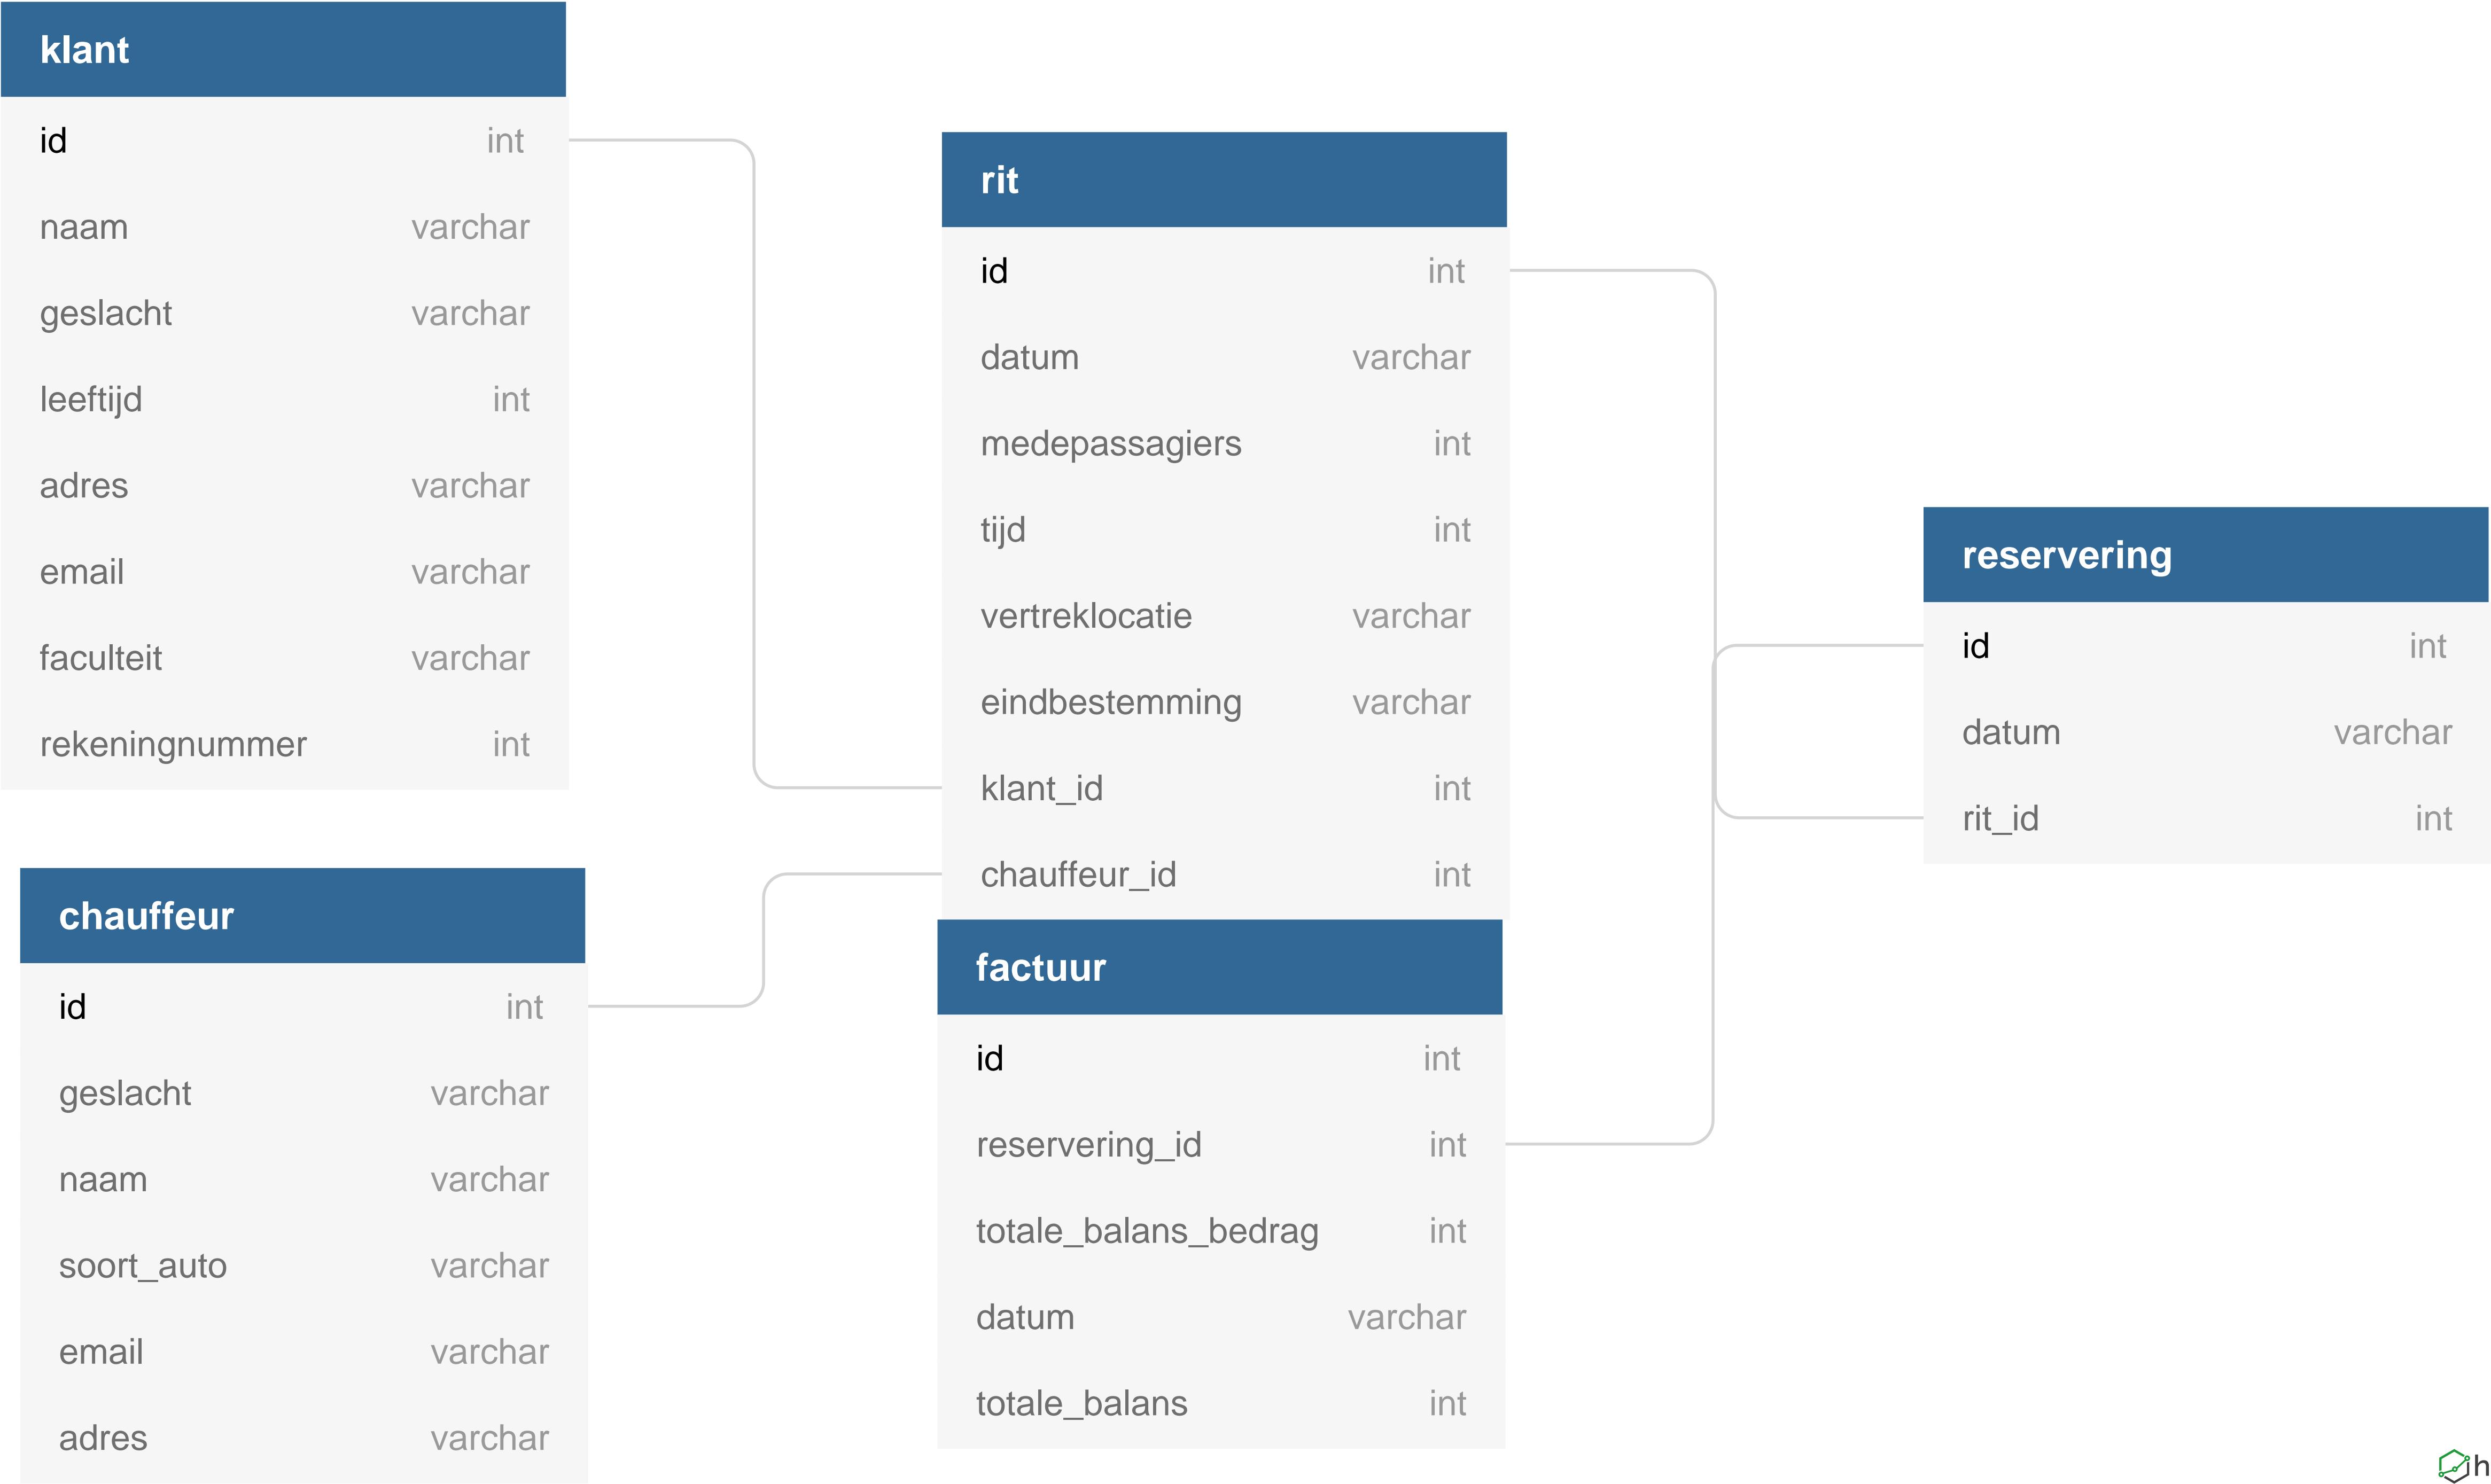 klant
id int
naam varchar
geslacht varchar
leeftijd int
adres varchar
email varchar
faculteit varchar
rekeningnummer int
chauffeur
id int
geslacht varchar
naam varchar
soort_auto varchar
email varchar
adres varchar
rit
id int
datum varchar
medepassagiers int
tijd int
vertreklocatie varchar
eindbestemming varchar
klant_id int
chauffeur_id int
factuur
id int
reservering_id int
totale_balans_bedrag int
datum varchar
totale_balans int
reservering
id int
datum varchar
rit_id int
h